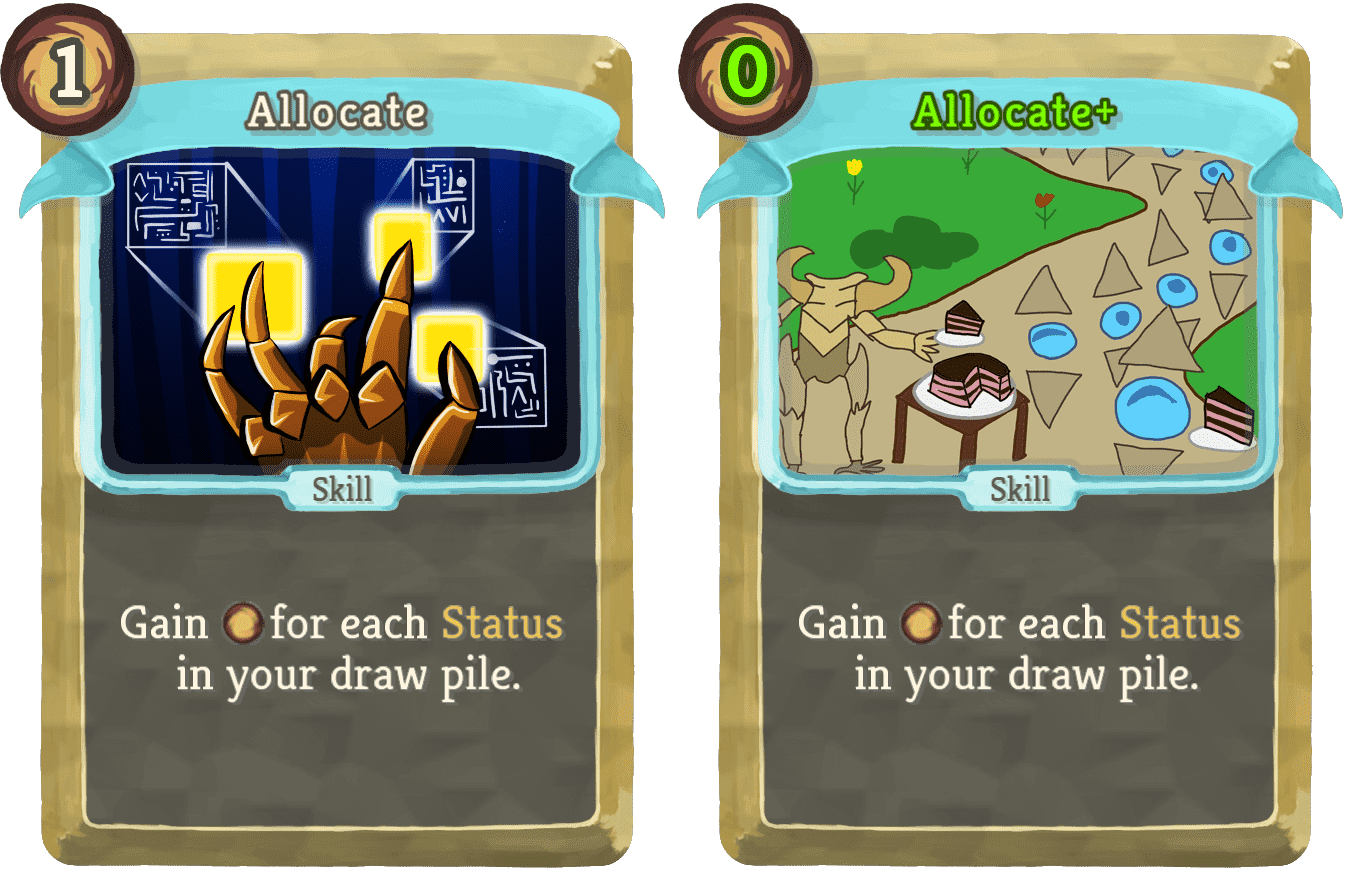 1
Allocate
Skill
Gain for each Status
in your draw pile.
0
Allocate+
Skill
Gain for each Status
in your draw pile.